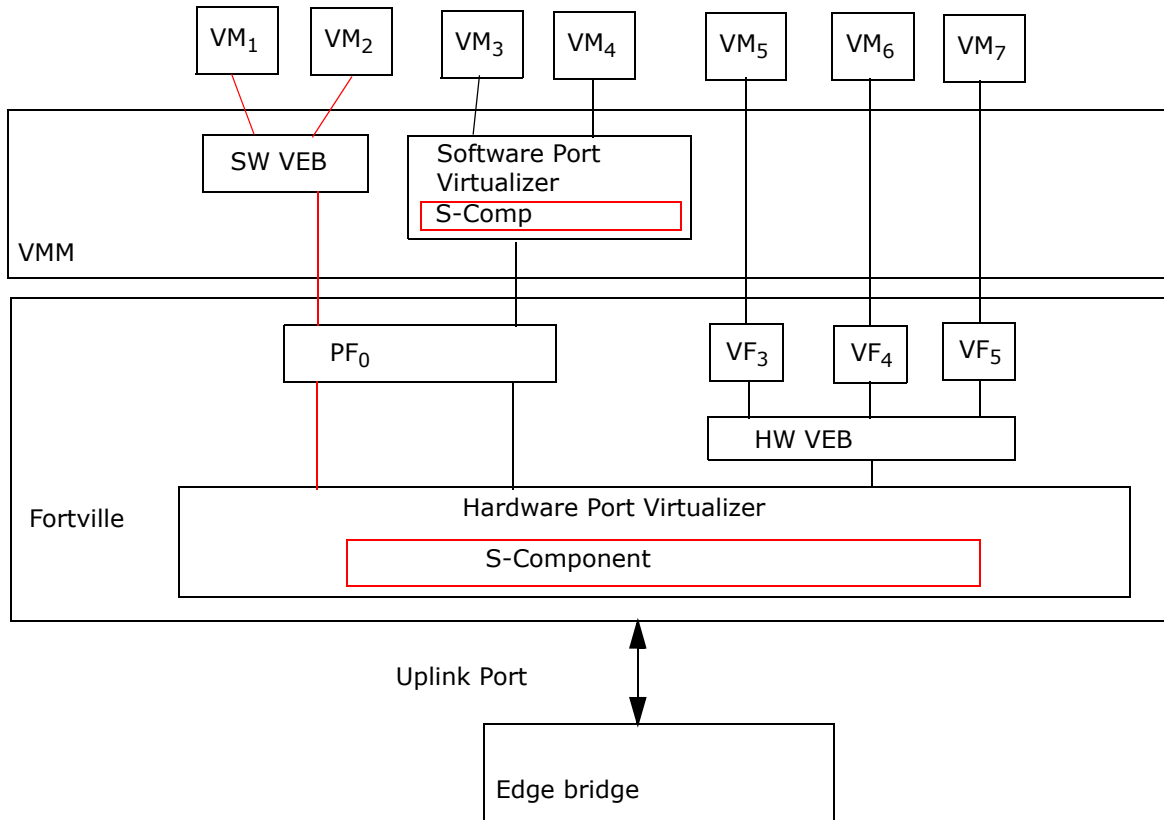 VM1
VM2
VM3
VM4
VM5
VM6
VM7
SW VEB
Software Port
Virtualizer
S-Comp
VMM
PF0
VF3
VF4
VF5
HW VEB
Hardware Port Virtualizer
Fortville
S-Component
Uplink Port
Edge bridge